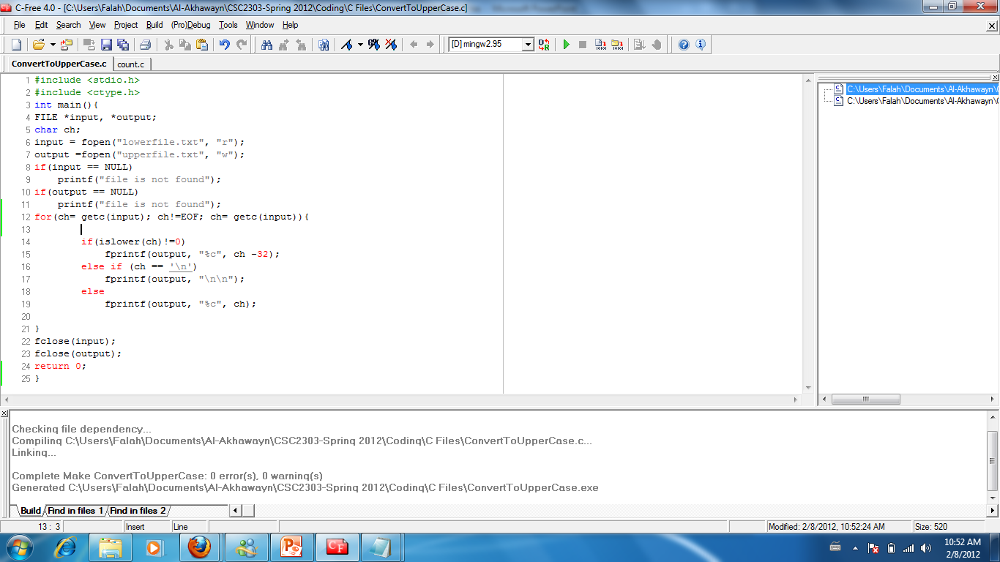 C-Free 4.0 - [C:\Users\Falah\Documents\Al-Akhawayn\CSC2303-Spring 2012\Coding\C Files\ConvertToUpperCase.c]
File Edit Search View Project Build (Pro)Debug Tools Window Help
[D] mingw2.95
ConvertToUpperCase.c count.c
1 #include <stdio.h>
2 #include <ctype.h>
3 int main(){
4 FILE *input, *output;
5 char ch;
6 input = fopen("lowerfile.txt", "r");
7 output =fopen("upperfile.txt", "w");
8 if(input == NULL)
9     printf("file is not found");
10 if(output == NULL)
11     printf("file is not found");
12 for(ch= getc(input); ch!=EOF; ch= getc(input)){
13
14         if(islower(ch)!=0)
15             fprintf(output, "%c", ch -32);
16         else if (ch == '\n')
17             fprintf(output, "\n\n");
18         else
19             fprintf(output, "%c", ch);
20
21 }
22 fclose(input);
23 fclose(output);
24 return 0;
25 }
C:\Users\Falah\Documents\Al-Akhawayn\
C:\Users\Falah\Documents\Al-Akhawayn\
Checking file dependency...
Compiling C:\Users\Falah\Documents\Al-Akhawayn\CSC2303-Spring 2012\Coding\C Files\ConvertToUpperCase.c...
Linking...
Complete Make ConvertToUpperCase: 0 error(s), 0 warning(s)
Generated C:\Users\Falah\Documents\Al-Akhawayn\CSC2303-Spring 2012\Coding\C Files\ConvertToUpperCase.exe
Build Find in files 1 Find in files 2
13 : 3 Insert Line Modified: 2/8/2012, 10:52:24 AM Size: 520
10:52 AM
2/8/2012